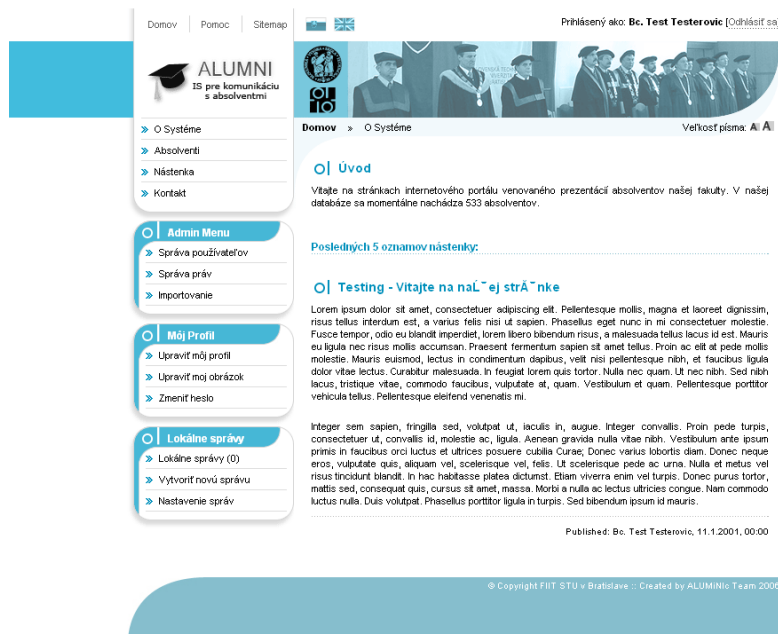 Domov Pomoc Sitemap
Prihlásený ako: Bc. Test Testerovic [Odhlásiť sa]
ALUMNI
IS pre komunikáciu
s absolventmi
O Systéme
Absolventi
Nástenka
Kontakt
Admin Menu
Správa používateľov
Správa práv
Importovanie
Mój Profil
Upraviť môj profil
Upraviť moj obrázok
Zmeniť heslo
Lokálne správy
Lokálne správy (0)
Vytvoriť novú správu
Nastavenie správ
Domov » O Systéme
Veľkosť písma: A A
Úvod
Vitajte na stránkach internetového portálu venovaného prezentácií absolventov našej fakulty. V našej
databáze sa momentálne nachádza 533 absolventov.
Posledných 5 oznamov nástenky:
Testing - Vitajte na naĹˇej strĂˇnke
Lorem ipsum dolor sit amet, consectetuer adipiscing elit. Pellentesque mollis, magna et laoreet dignissim,
risus tellus interdum est, a varius felis nisi ut sapien. Phasellus eget nunc in mi consectetuer molestie.
Fusce tempor, odio eu blandit imperdiet, lorem libero bibendum risus, a malesuada tellus lacus id est. Mauris
eu ligula nec risus mollis accumsan. Praesent fermentum sapien sit amet tellus. Proin ac elit at pede mollis
molestie. Mauris euismod, lectus in condimentum dapibus, velit nisi pellentesque nibh, et faucibus ligula
dolor vitae lectus. Curabitur malesuada. In feugiat lorem quis tortor. Nulla nec quam. Ut nec nibh. Sed nibh
lacus, tristique vitae, commodo faucibus, vulputate at, quam. Vestibulum et quam. Pellentesque porttitor
vehicula tellus. Pellentesque eleifend venenatis mi.
Integer sem sapien, fringilla sed, volutpat ut, iaculis in, augue. Integer convallis. Proin pede turpis,
consectetuer ut, convallis id, molestie ac, ligula. Aenean gravida nulla vitae nibh. Vestibulum ante ipsum
primis in faucibus orci luctus et ultrices posuere cubilia Curae; Donec varius lobortis diam. Donec neque
eros, vulputate quis, aliquam vel, scelerisque vel, felis. Ut scelerisque pede ac urna. Nulla et metus vel
risus tincidunt blandit. In hac habitasse platea dictumst. Etiam viverra enim vel turpis. Donec purus tortor,
mattis sed, consequat quis, cursus sit amet, massa. Morbi a nulla ac lectus ultricies congue. Nam commodo
luctus nulla. Duis volutpat. Phasellus porttitor ligula in turpis. Sed bibendum ipsum id mauris.
Published: Bc. Test Testerovic, 11.1.2001, 00:00
© Copyright FIIT STU v Bratislave :: Created by ALUMiNIc Team 2006